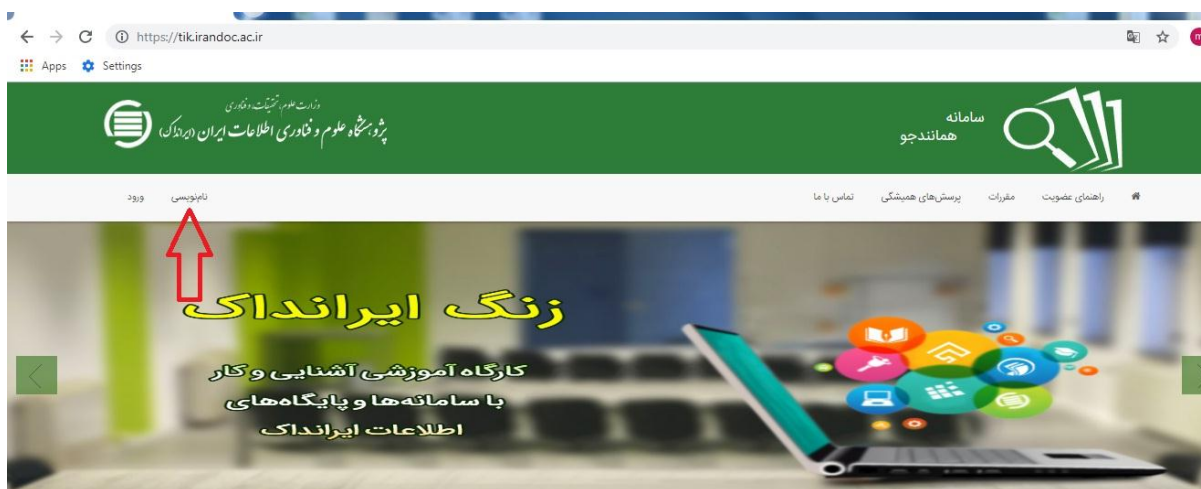 https://tik.irandoc.ac.ir
Apps
Settings
سامانه
همانندجو
وزارت علوم، تحقیقات و فناوری
پژوهشگاه علوم و فناوری اطلاعات ایران (ایرانداک)
راهنمای عضویت
مقررات
پرسش‌های همیشگی
تماس با ما
نام‌نویسی
ورود
زنگ ایرانداک
کارگاه آموزشی آشنایی و کار
با سامانه‌ها و پایگاه‌های
اطلاعات ایرانداک